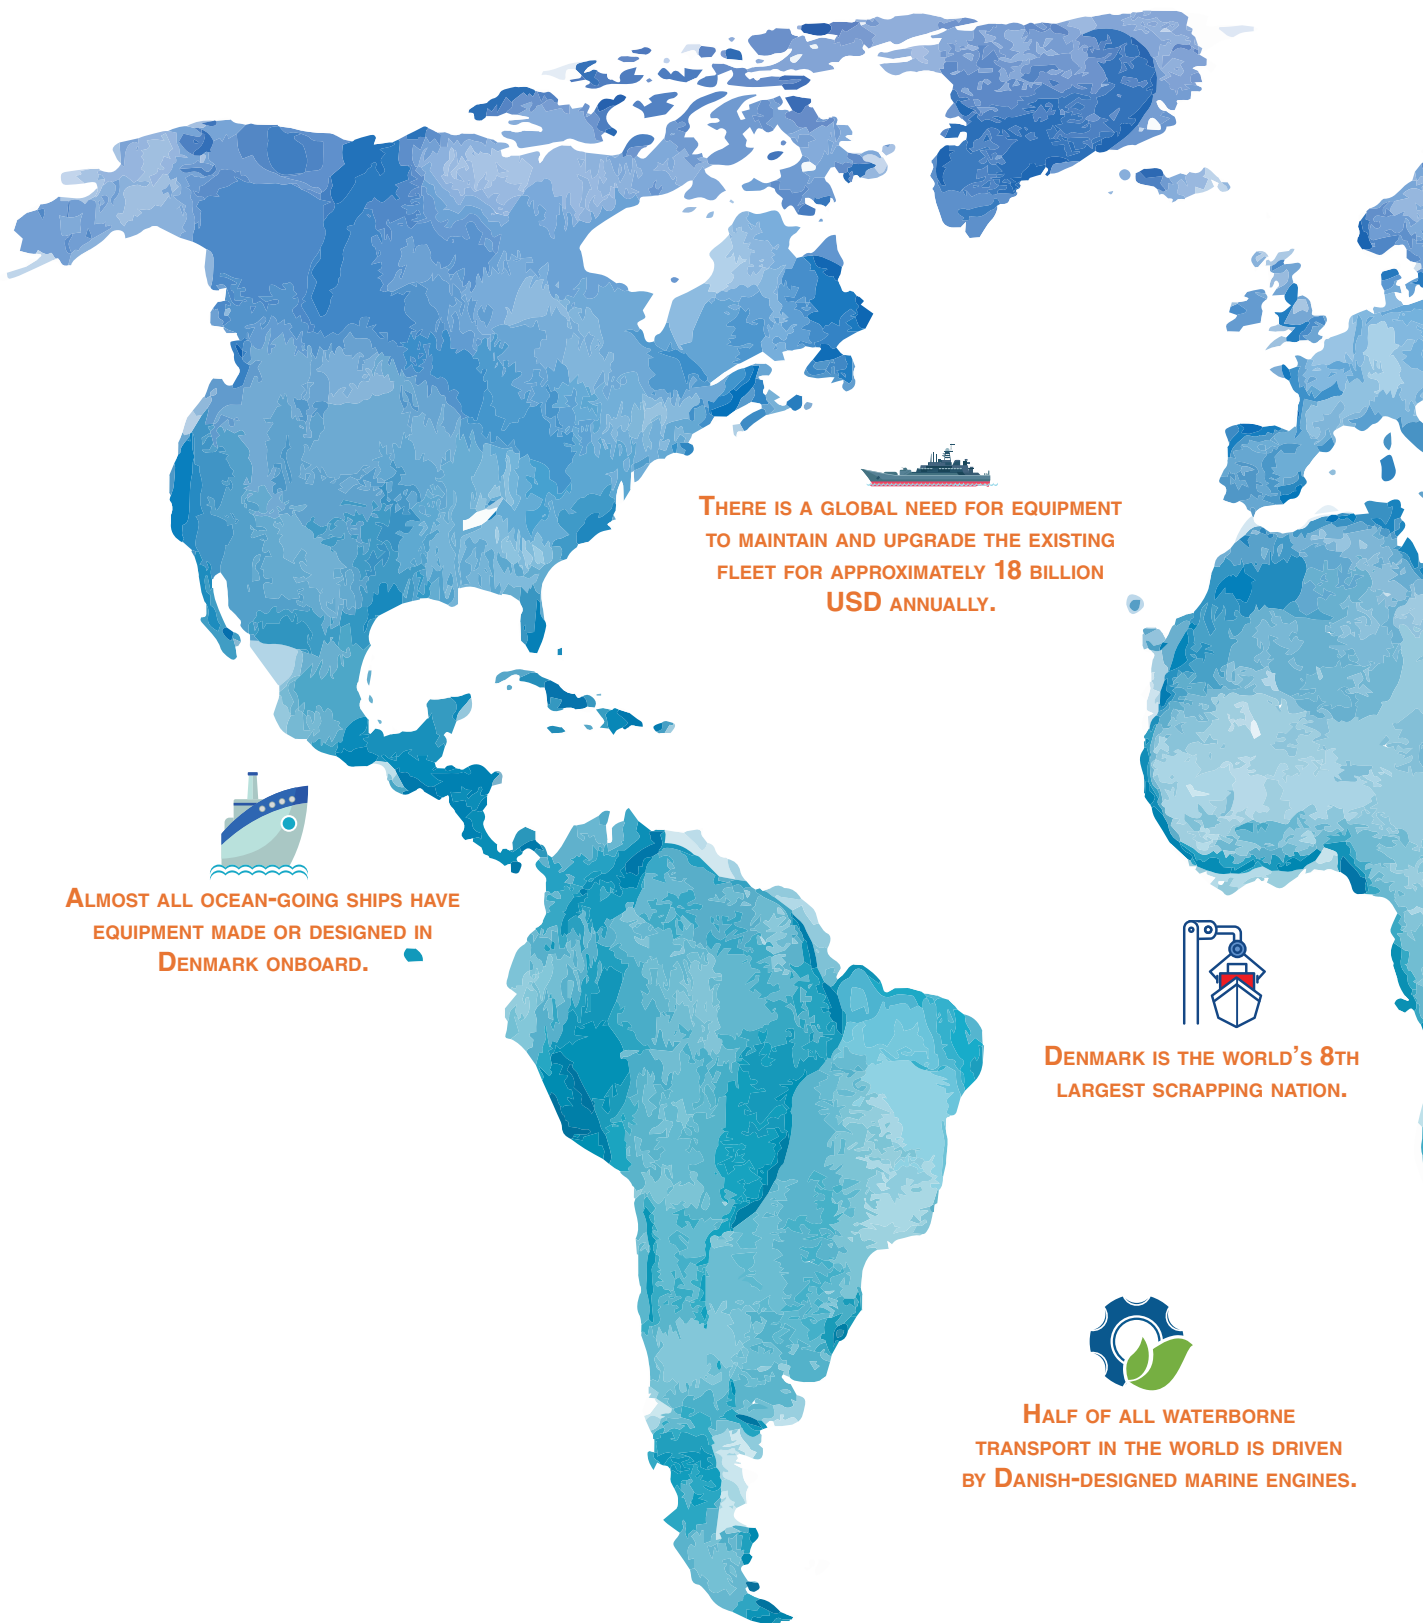 There is a global need for equipment
to maintain and upgrade the existing
fleet for approximately 18 billion
USD annually.
Almost all ocean-going ships have
equipment made or designed in
Denmark onboard.
Denmark is the world's 8th
largest scrapping nation.
Half of all waterborne
transport in the world is driven
by Danish-designed marine engines.